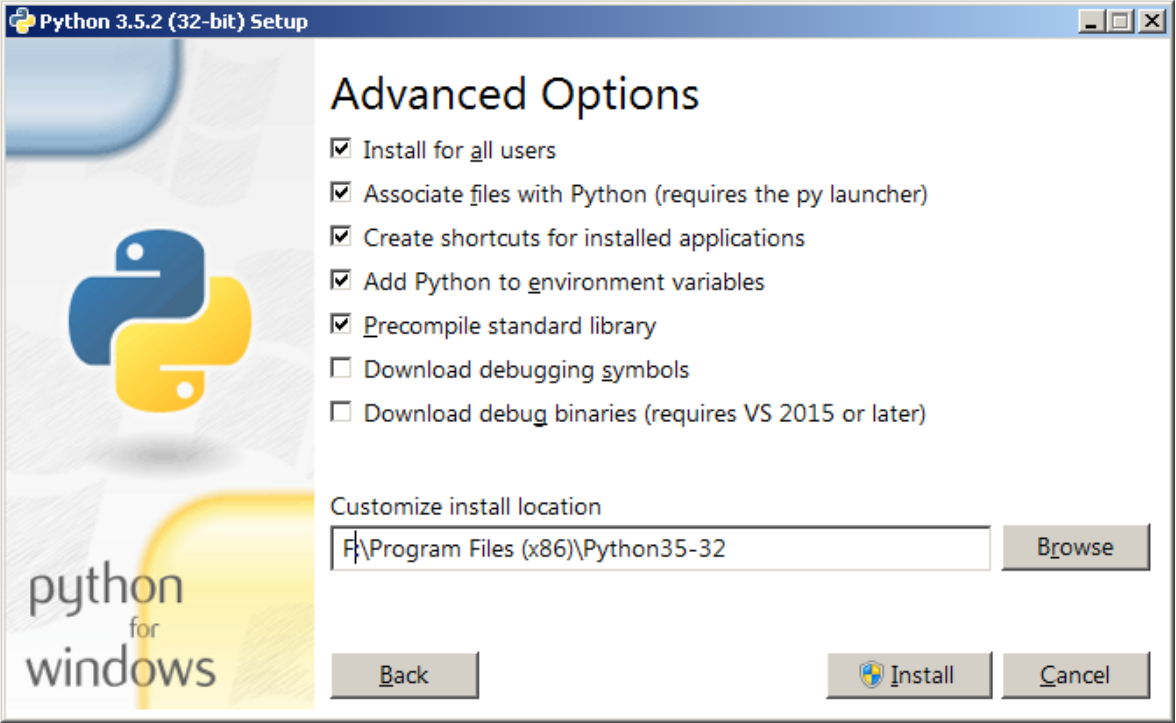 Python 3.5.2 (32-bit) Setup
Advanced Options
Install for all users
Associate files with Python (requires the py launcher)
Create shortcuts for installed applications
Add Python to environment variables
Precompile standard library
Download debugging symbols
Download debug binaries (requires VS 2015 or later)
Customize install location
F:\Program Files (x86)\Python35-32
Browse
python
for
windows
Back
Install
Cancel